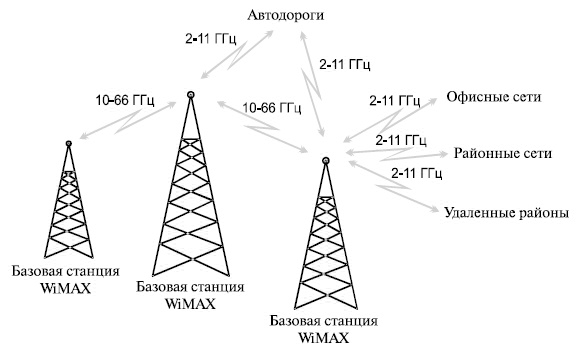 Автодороги
2-11 ГГц
2-11 ГГц
10-66 ГГц
10-66 ГГц
2-11 ГГц
Офисные сети
2-11 ГГц
Районные сети
2-11 ГГц
Удаленные районы
Базовая станция
WiMAX
Базовая станция
WiMAX
Базовая станция
WiMAX